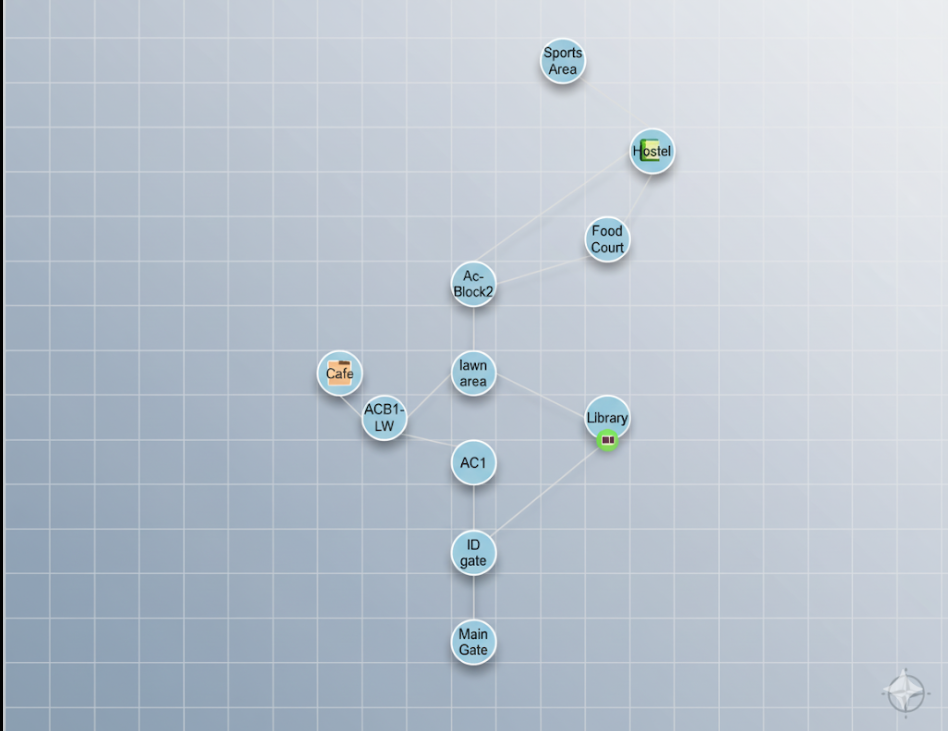 Sports
Area
Hostel
Food
Court
Ac-
Block2
lawn
area
Cafe
ACB1-
LW
Library
AC1
ID
gate
Main
Gate